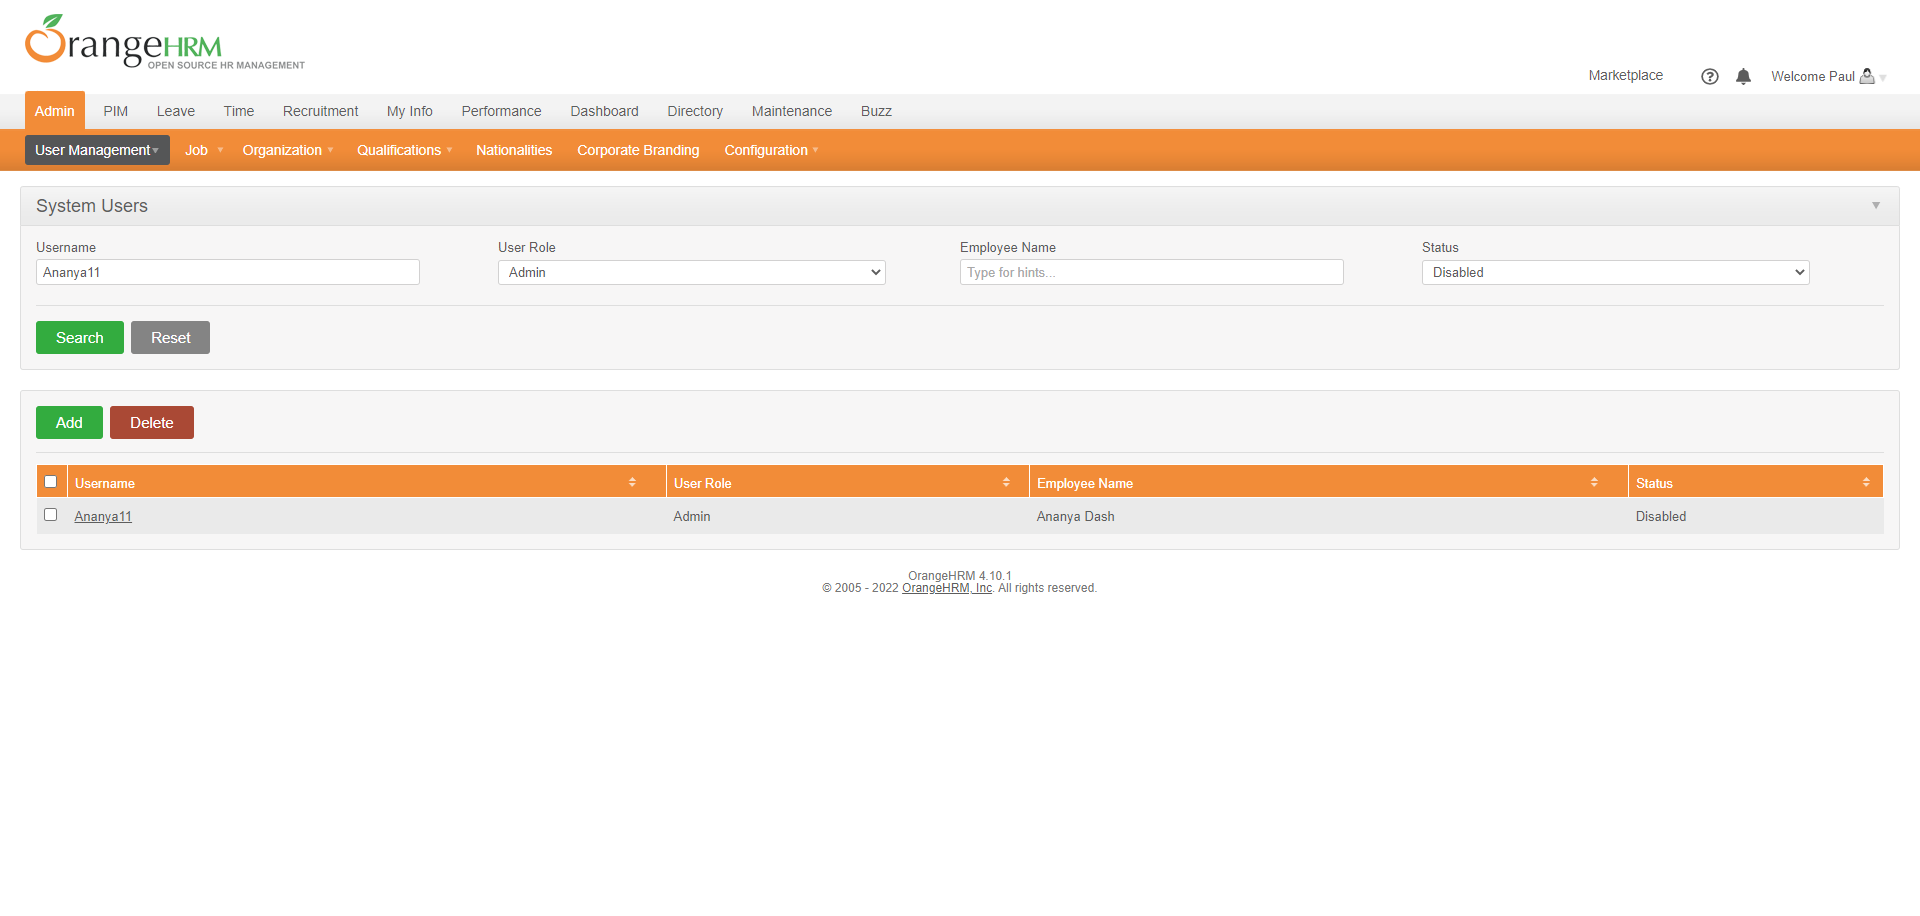 OrangeHRM
OPEN SOURCE HR MANAGEMENT
Marketplace ? Welcome Paul
Admin PIM Leave Time Recruitment My Info Performance Dashboard Directory Maintenance Buzz
User Management Job Organization Qualifications Nationalities Corporate Branding Configuration
System Users
Username User Role Employee Name Status
Ananya11 Admin Type for hints... Disabled
Search Reset
Add Delete
Username User Role Employee Name Status
Ananya11 Admin Ananya Dash Disabled
OrangeHRM 4.10.1
© 2005 - 2022 OrangeHRM, Inc. All rights reserved.